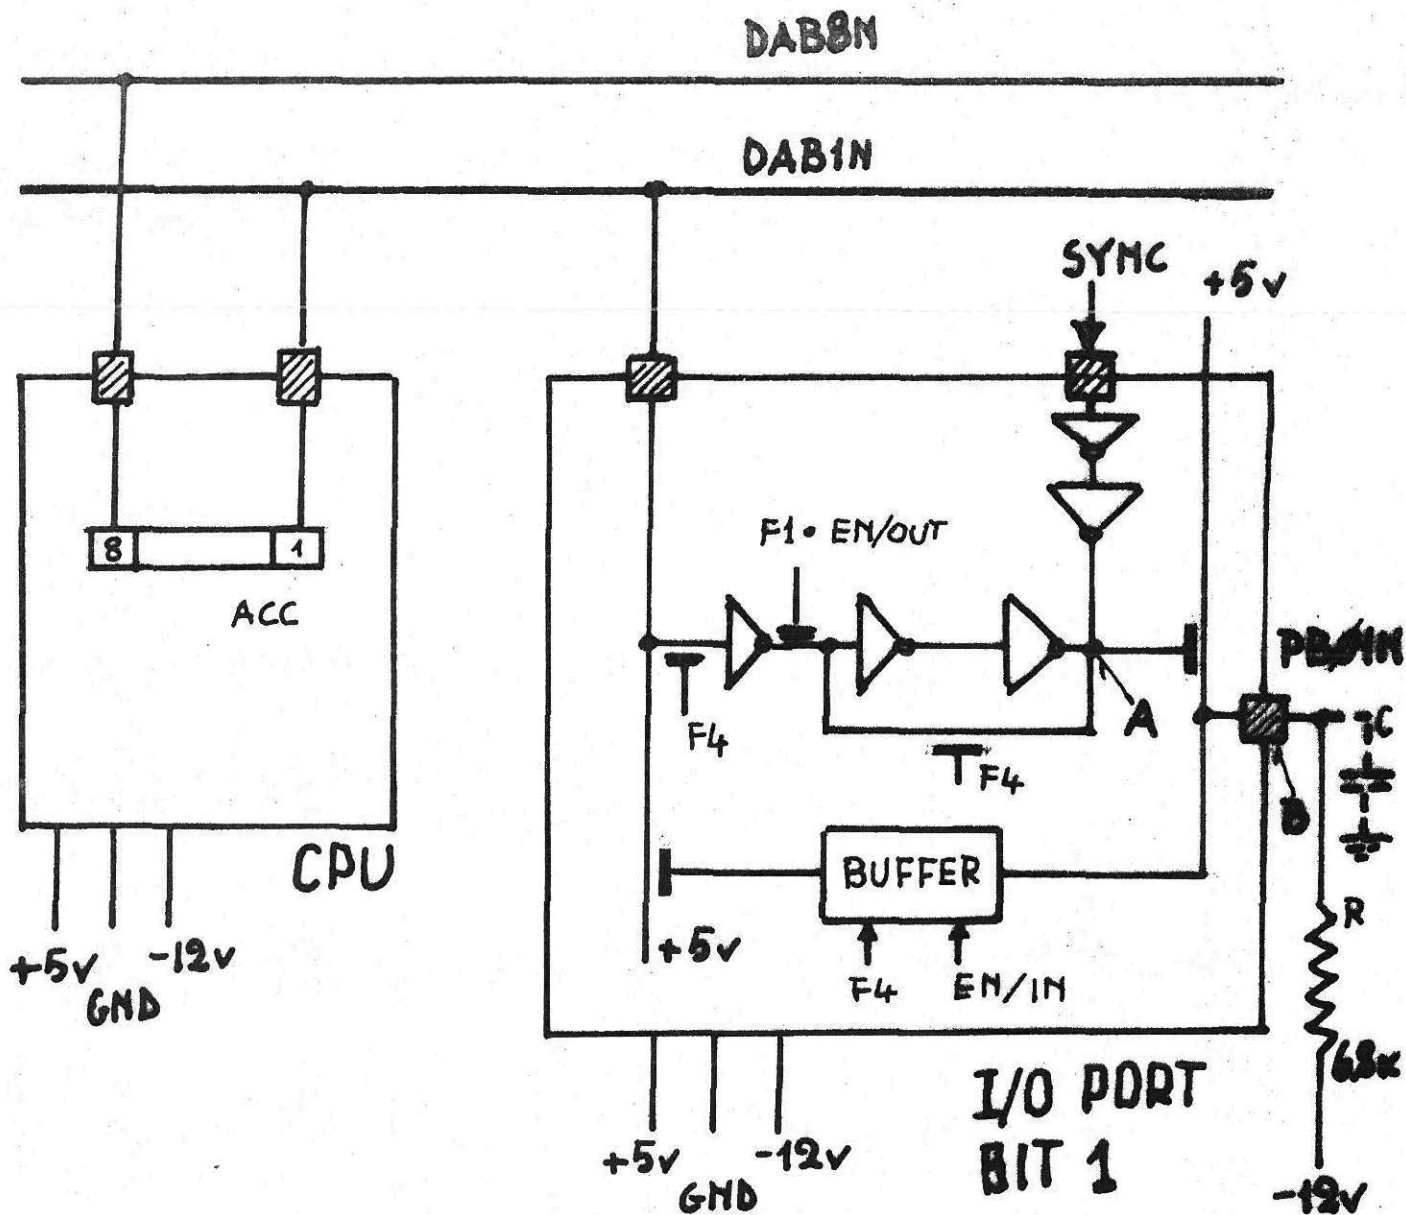 DAB8N
DAB1N
SYNC
+5v
8
1
ACC
F1• EN/OUT
F4
A
C
F4
B
BUFFER
CPU
R
+5v
-12v
+5v
F4
EN/IN
GND
68K
I/O PORT
BIT 1
+5v
-12v
GND
-12v